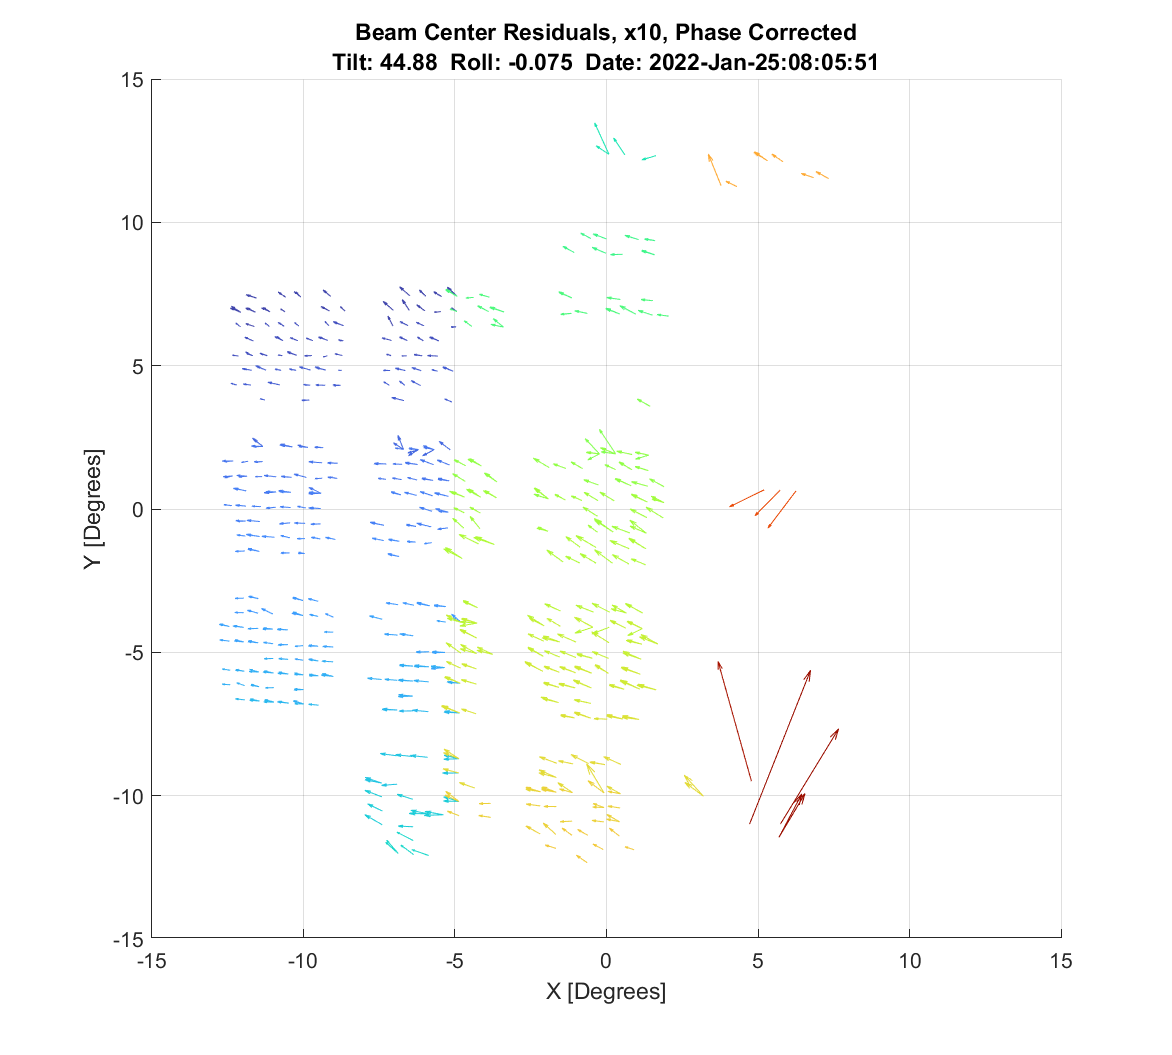 Beam Center Residuals, x10, Phase Corrected
Tilt: 44.88 Roll: -0.075 Date: 2022-Jan-25:08:05:51
15
10
5
0
-5
-10
-15
Y [Degrees]
-15 -10 -5 0 5 10 15
X [Degrees]